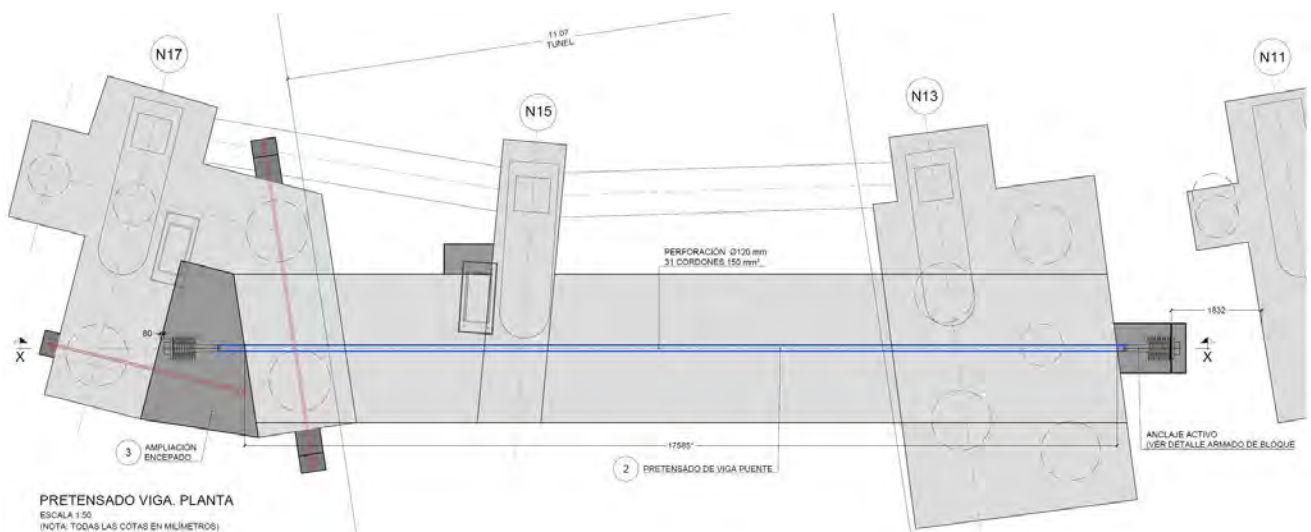 11.07
TUNEL
N17
N15
N13
N11
PERFORACIÓN Ø120 mm
31 CORDONES 150 mm²
80
1832
X
X
3
AMPLIACIÓN
ENCEPADO
17585*
2
PRETENSADO DE VIGA PUENTE
ANCLAJE ACTIVO
(VER DETALLE ARMADO DE BLOQUE
PRETENSADO VIGA. PLANTA
ESCALA 1:50
(NOTA: TODAS LAS COTAS EN MILÍMETROS)